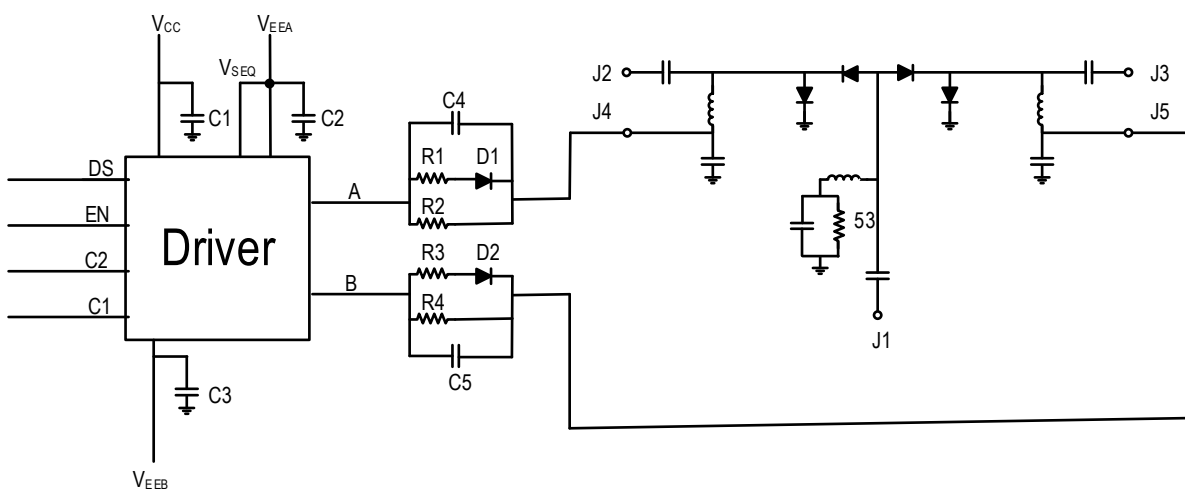 VCC
VEEA
VSEQ
C1
C2
DS
EN
C2
C1
Driver
A
B
C3
VEEB
C4
R1
D1
R2
R3
D2
R4
C5
J2
J3
J4
J5
53
J1